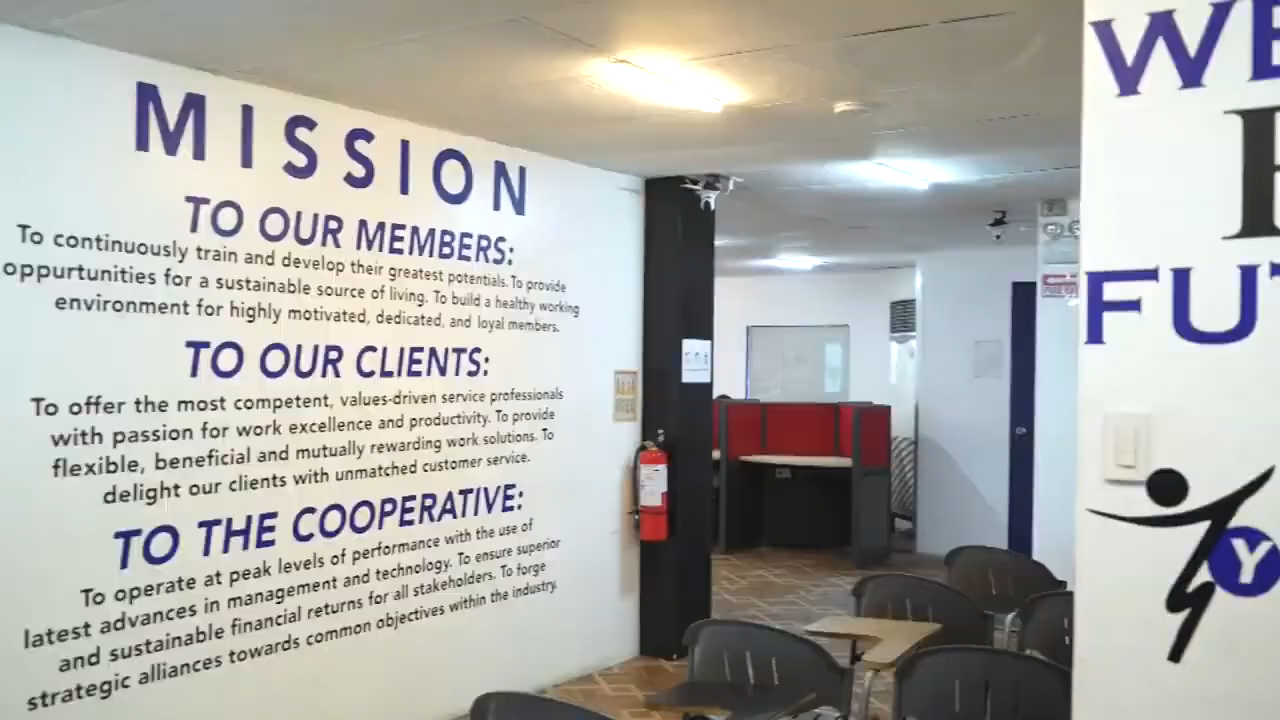 MISSION
TO OUR MEMBERS:
To continuously train and develop their greatest potentials. To provide
oppurtunities for a sustainable source of living. To build a healthy working
environment for highly motivated, dedicated, and loyal members.
TO OUR CLIENTS:
To offer the most competent, values-driven service professionals
with passion for work excellence and productivity. To provide
flexible, beneficial and mutually rewarding work solutions. To
delight our clients with unmatched customer service.
TO THE COOPERATIVE:
To operate at peak levels of performance with the use of
latest advances in management and technology. To ensure superior
and sustainable financial returns for all stakeholders. To forge
strategic alliances towards common objectives within the industry.
WE
FU
Y